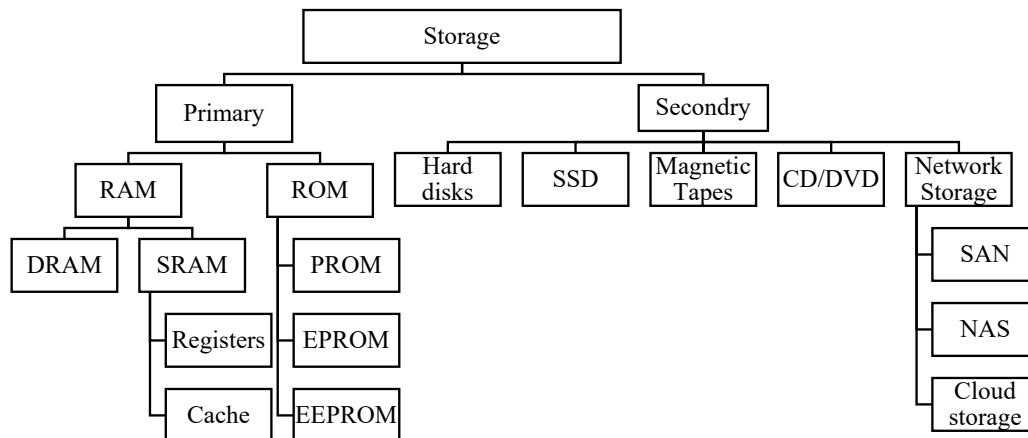 Storage
Primary
Secondry
RAM
ROM
Hard
disks
SSD
Magnetic
Tapes
CD/DVD
Network
Storage
DRAM
SRAM
PROM
SAN
Registers
EPROM
NAS
Cache
EEPROM
Cloud
storage